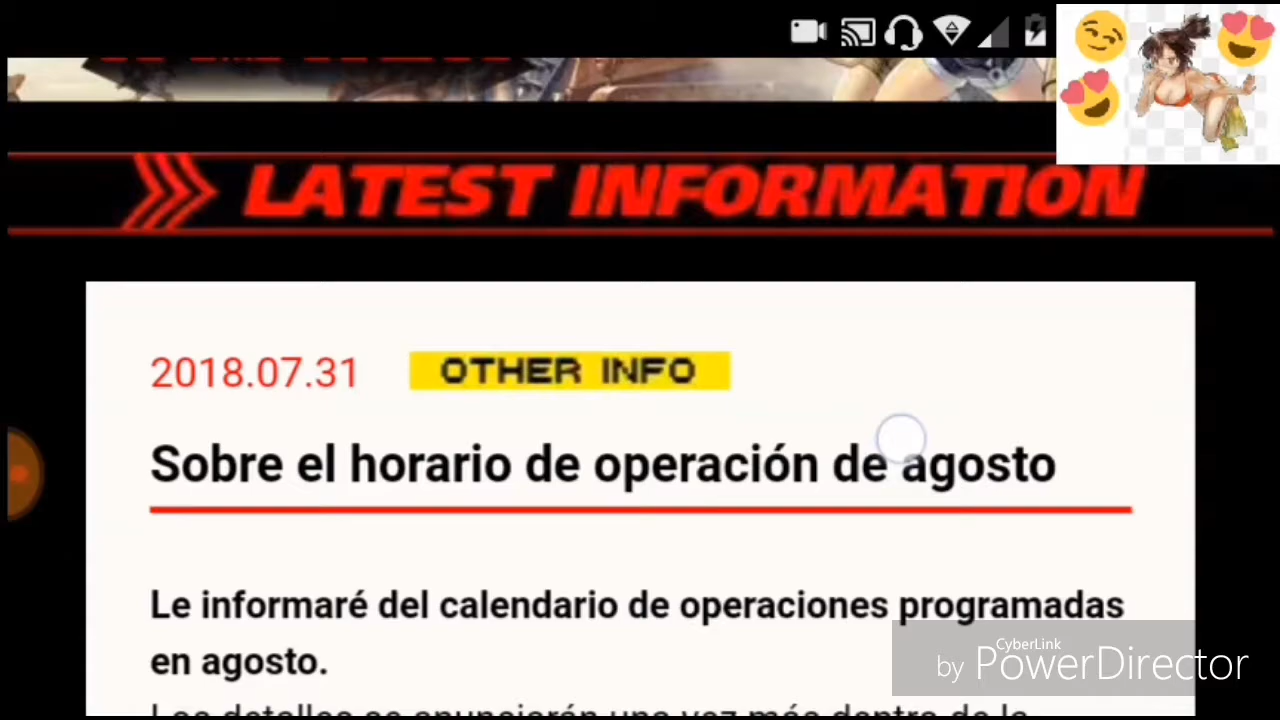 LATEST INFORMATION
2018.07.31 OTHER INFO
Sobre el horario de operación de agosto
Le informaré del calendario de operaciones programadas
en agosto.
CyberLink
by PowerDirector